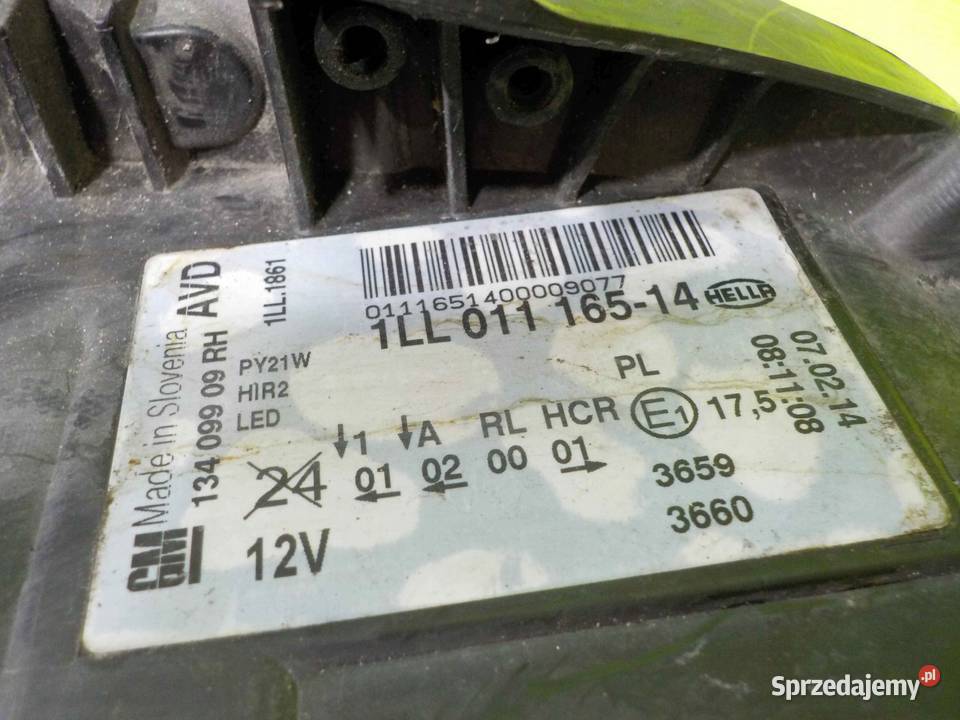 0111651400009077
1LL 011 165-14
HELLA
Made in Slovenia
134 099 09 RH AVD
1LL.1861
GM
PY21W
HIR2
LED
PL
07.02.14
08:11:08
24
12V
1 A RL HCR E1 17,5
01 02 00 01
3659
3660
Sprzedajemy.pl